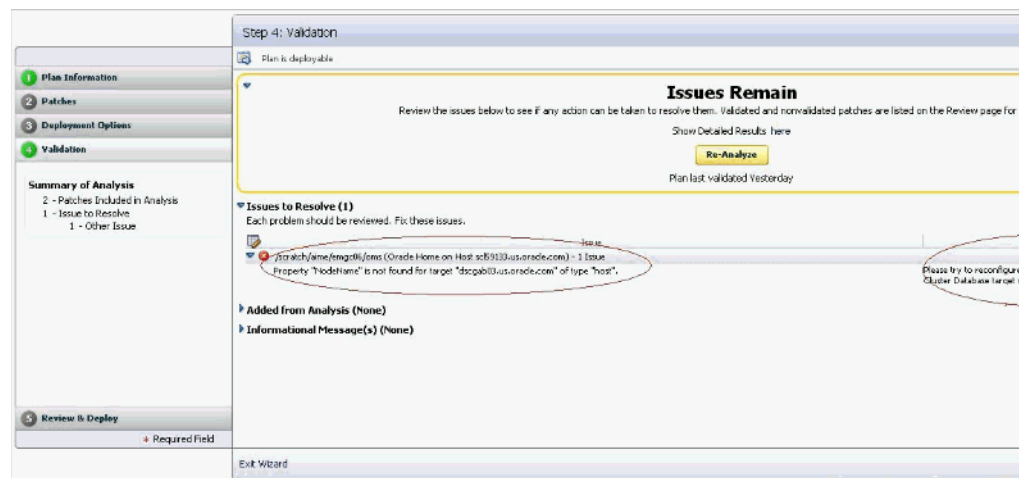 Step 4: Validation
Plan is deployable
1 Plan Information
2 Patches
3 Deployment Options
4 Validation
Summary of Analysis
2 - Patches Included in Analysis
1 - Issue to Resolve
1 - Other Issue
5 Review & Deploy
* Required Field
Issues Remain
Review the issues below to see if any action can be taken to resolve them. Validated and nonvalidated patches are listed on the Review page for
Show Detailed Results here
Re-Analyze
Plan last validated Yesterday
Issues to Resolve (1)
Each problem should be reviewed. Fix these issues.
Issue
/scratch/aime/emgc06/oms (Oracle Home on Host scl59133.us.oracle.com) - 1 Issue
Property "NodeName" is not found for target "dscgab03.us.oracle.com" of type "host".
Please try to reconfigure
Cluster Database target
Added from Analysis (None)
Informational Message(s) (None)
Exit Wizard